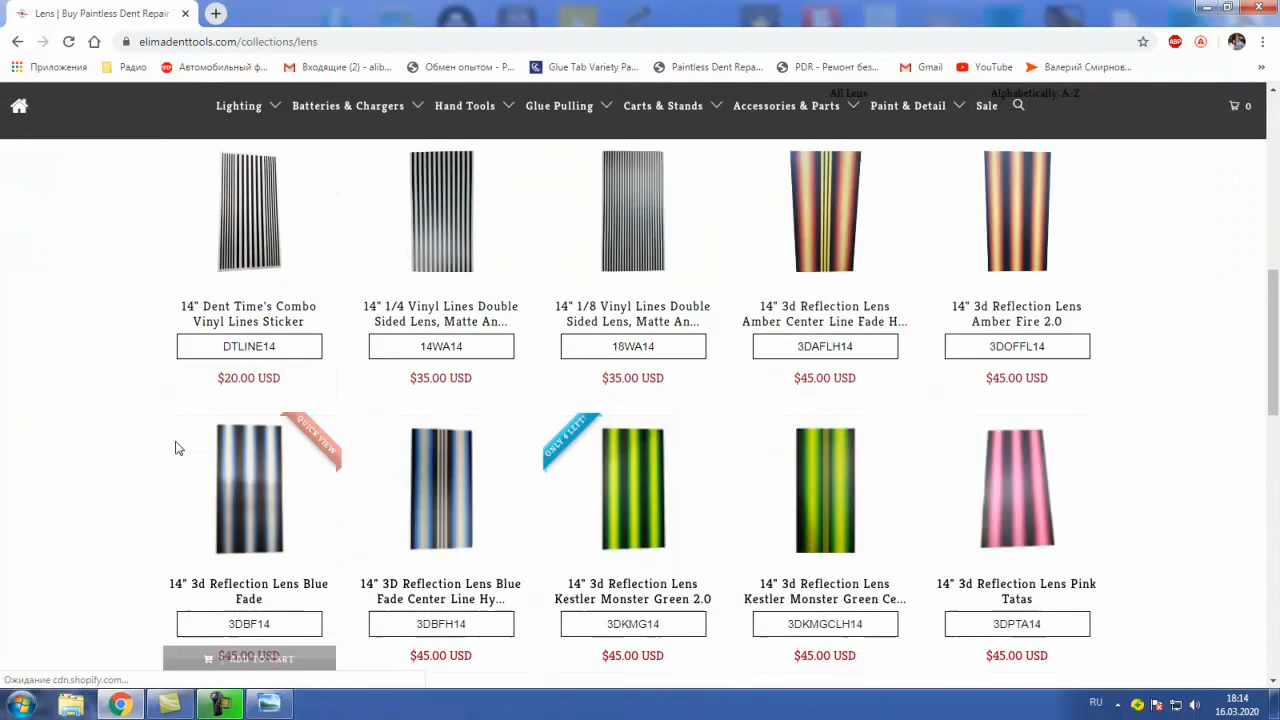 Lens | Buy Paintless Dent Repair
elimadenttools.com/collections/lens
Приложения
Радио
Автомобильный ф...
Входящие (2) - alib...
Обмен опытом - P...
Glue Tab Variety Pa...
Paintless Dent Repa...
PDR - Ремонт без...
Gmail
YouTube
Валерий Смирнов...
»
All Lens
Alphabetically, A-Z
Lighting
Batteries & Chargers
Hand Tools
Glue Pulling
Carts & Stands
Accessories & Parts
Paint & Detail
Sale
0
14" Dent Time's Combo
Vinyl Lines Sticker
DTLINE14
$20.00 USD
14" 1/4 Vinyl Lines Double
Sided Lens, Matte An...
14WA14
$35.00 USD
14" 1/8 Vinyl Lines Double
Sided Lens, Matte An...
18WA14
$35.00 USD
14" 3d Reflection Lens
Amber Center Line Fade H...
3DAFLH14
$45.00 USD
14" 3d Reflection Lens
Amber Fire 2.0
3DOFFL14
$45.00 USD
QUICK VIEW
14" 3d Reflection Lens Blue
Fade
3DBF14
$45.00 USD
ADD TO CART
14" 3D Reflection Lens Blue
Fade Center Line Hy...
3DBFH14
$45.00 USD
ONLY 4 LEFT!
14" 3d Reflection Lens
Kestler Monster Green 2.0
3DKMG14
$45.00 USD
14" 3d Reflection Lens
Kestler Monster Green Ce...
3DKMGCLH14
$45.00 USD
14" 3d Reflection Lens Pink
Tatas
3DPTA14
$45.00 USD
Ожидание cdn.shopify.com...
RU
18:14
16.03.2020